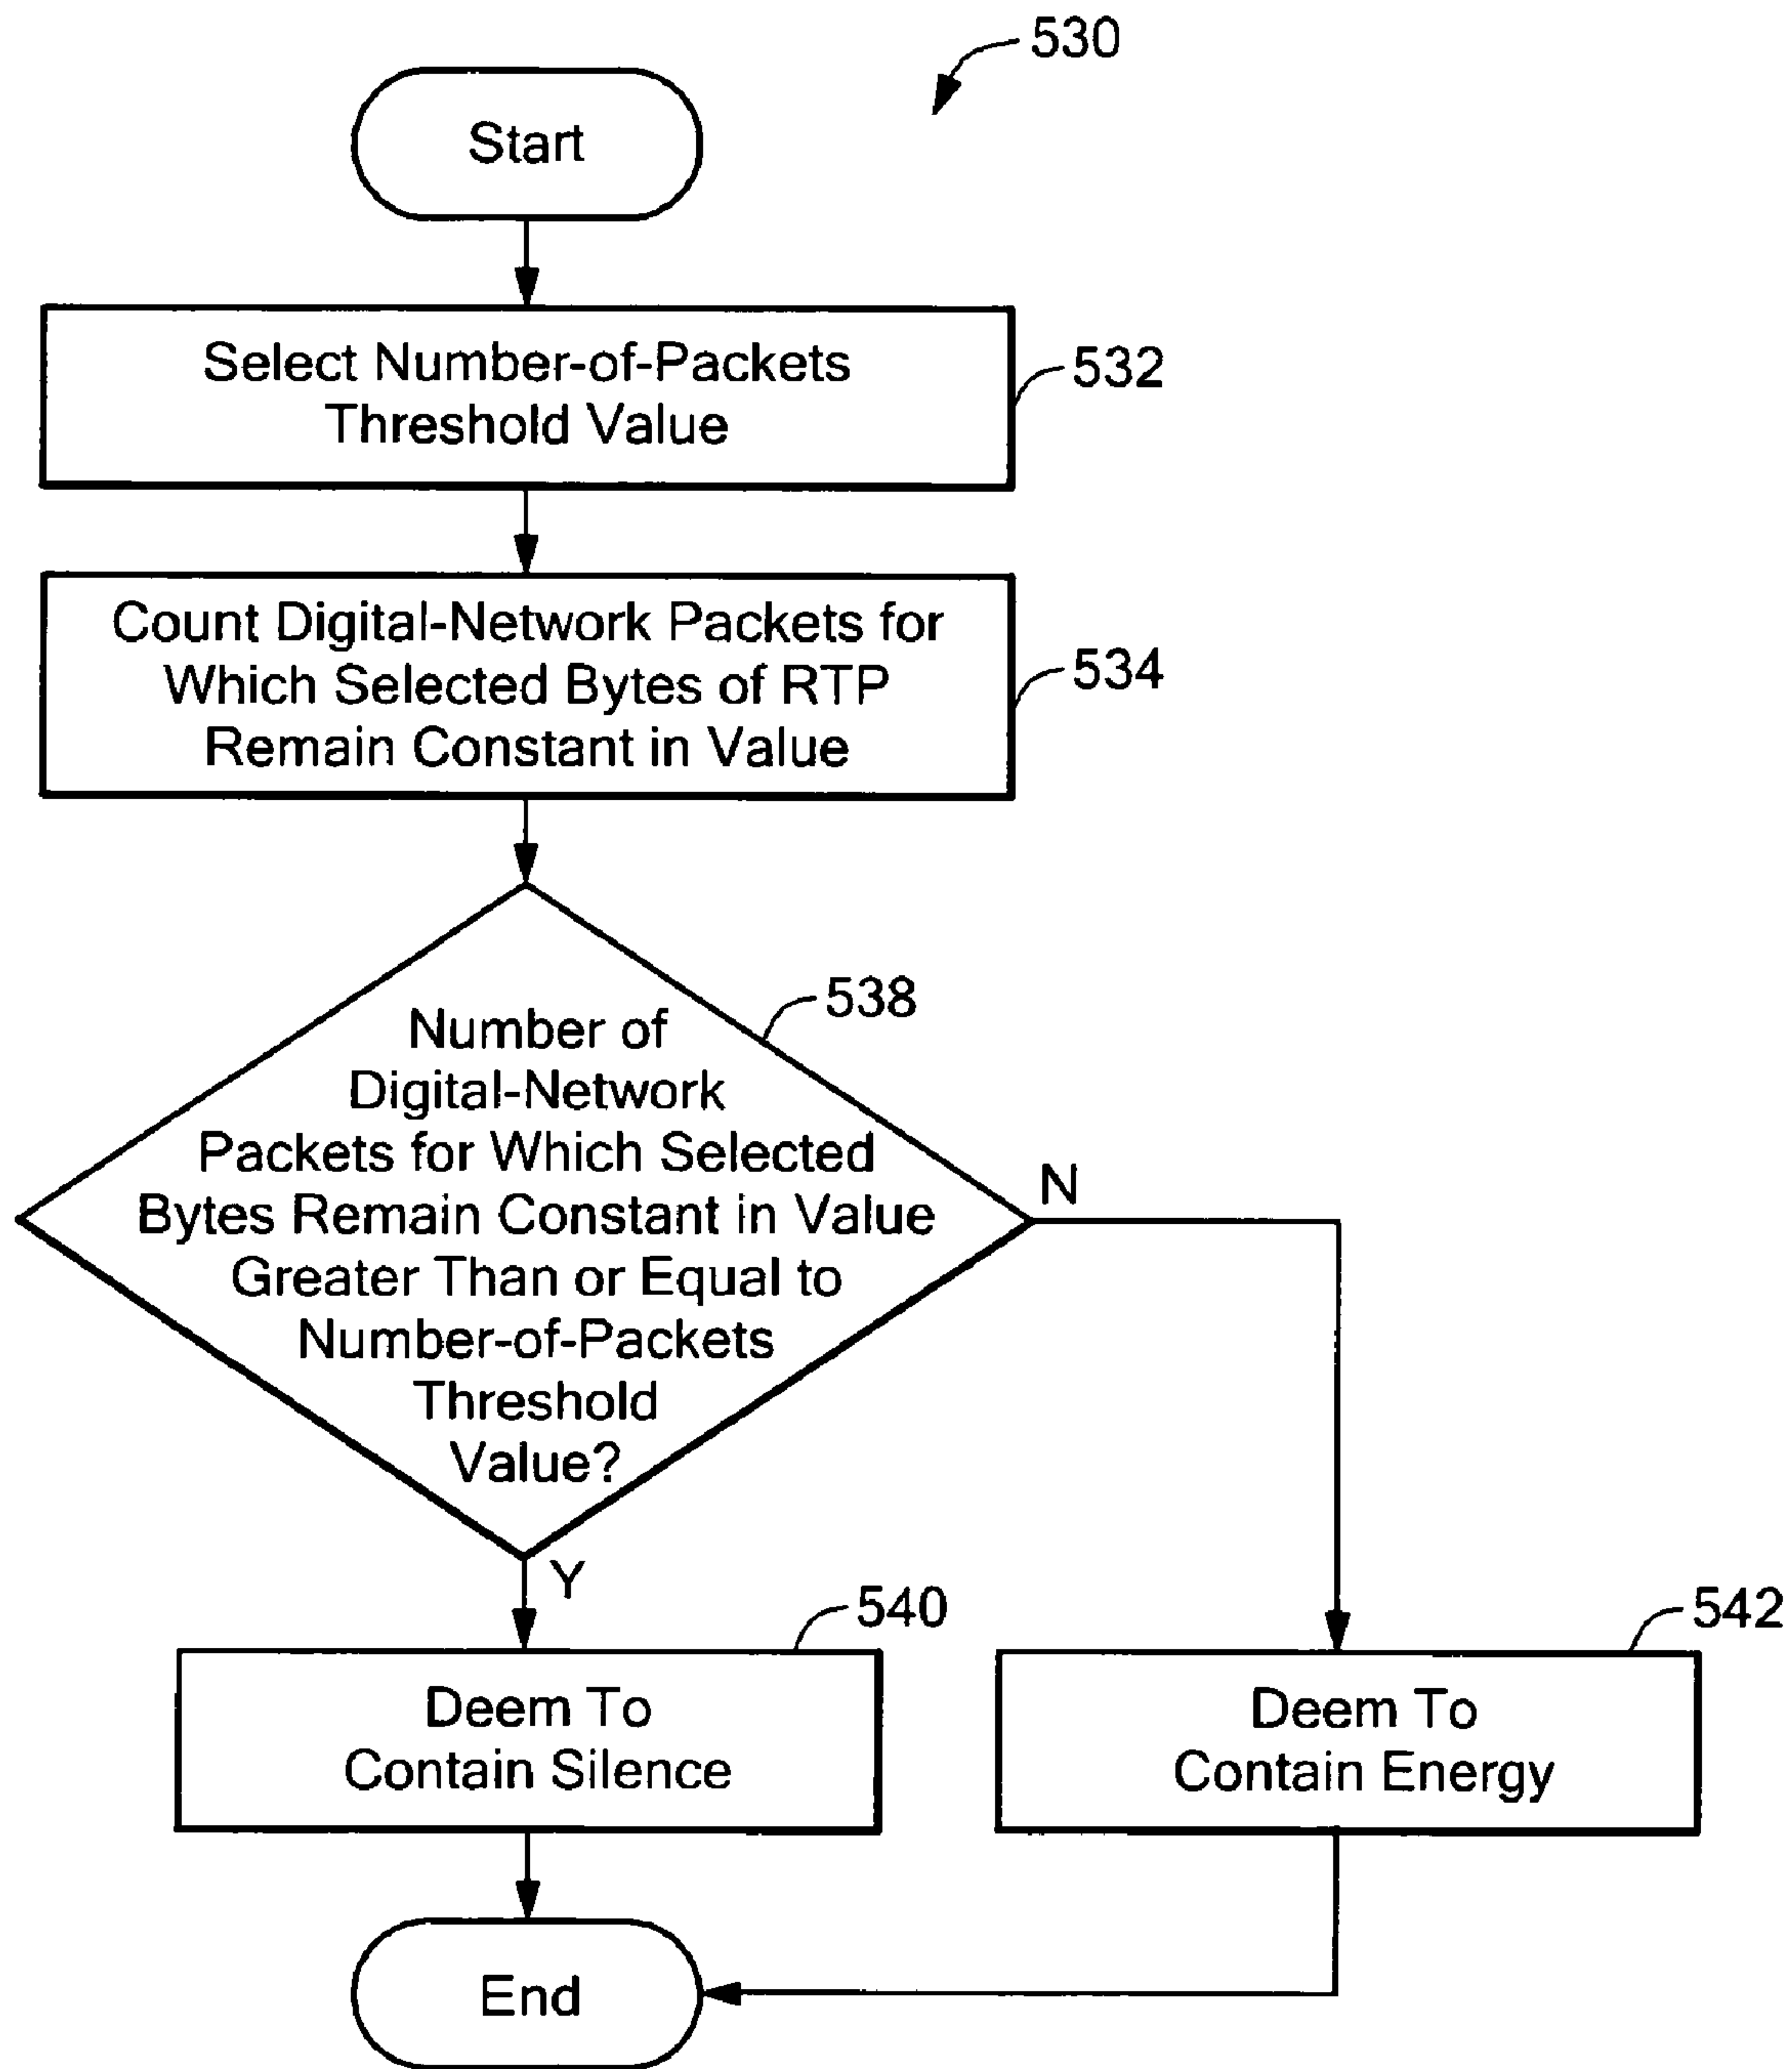 530
Start
Select Number-of-Packets
Threshold Value
532
Count Digital-Network Packets for
Which Selected Bytes of RTP
Remain Constant in Value
534
538
Number of
Digital-Network
Packets for Which Selected
Bytes Remain Constant in Value
Greater Than or Equal to
Number-of-Packets
Threshold
Value?
N
Y
540
Deem To
Contain Silence
542
Deem To
Contain Energy
End